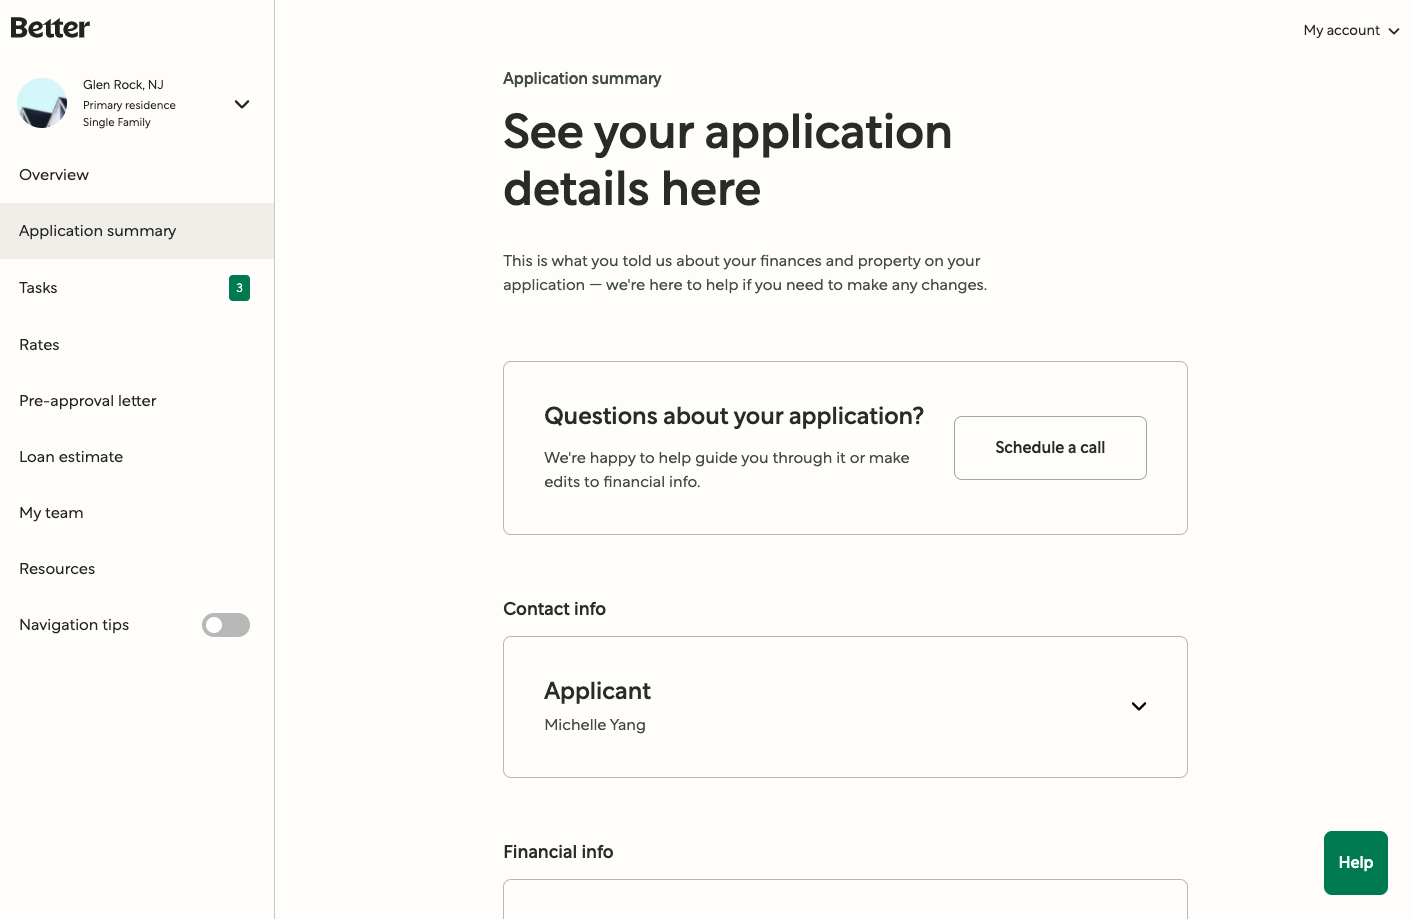 Better
My account
Glen Rock, NJ
Primary residence
Single Family
Overview
Application summary
Tasks
3
Rates
Pre-approval letter
Loan estimate
My team
Resources
Navigation tips
Application summary
See your application
details here
This is what you told us about your finances and property on your
application — we're here to help if you need to make any changes.
Questions about your application?
We're happy to help guide you through it or make
edits to financial info.
Schedule a call
Contact info
Applicant
Michelle Yang
Financial info
Help